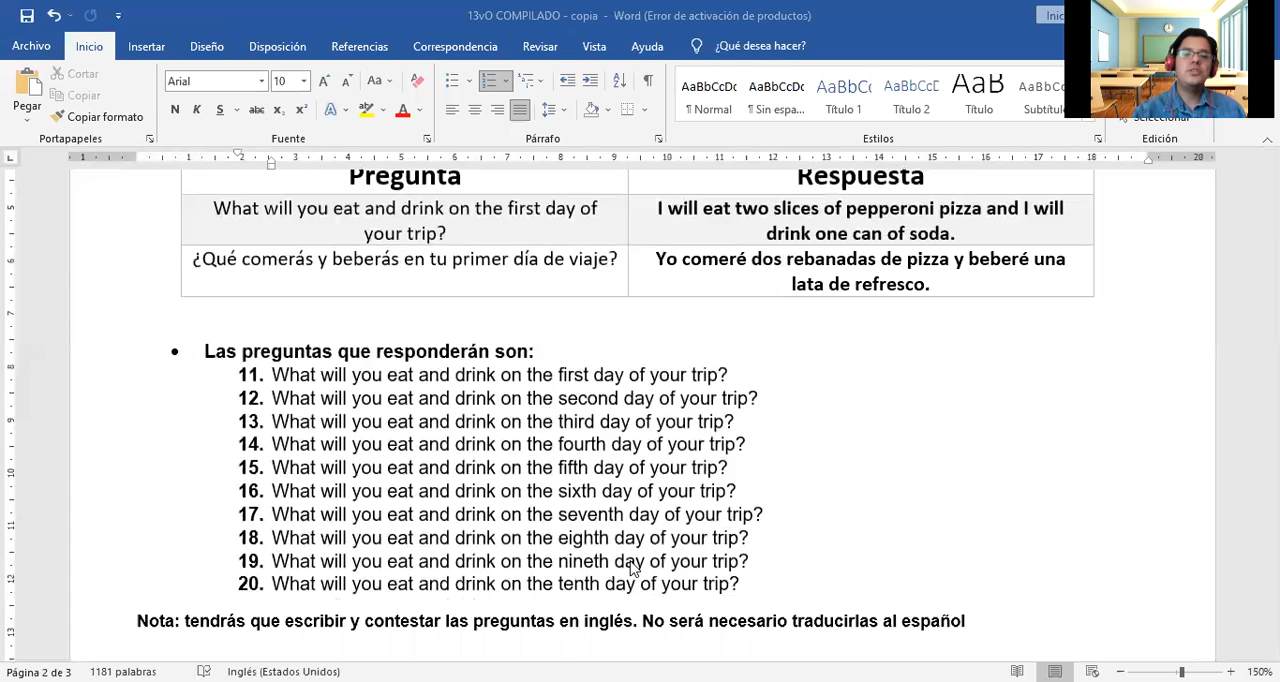 13vO COMPILADO - copia - Word (Error de activación de productos)
Inic
Archivo Inicio Insertar Diseño Disposición Referencias Correspondencia Revisar Vista Ayuda ¿Qué desea hacer?
Pegar
Cortar
Copiar
Copiar formato
Portapapeles
Arial 10
Fuente
Párrafo
AaBbCcDc AaBbCcDc AaBbC AaBbCcD AaB AaBbC
¶ Normal ¶ Sin espa... Título 1 Título 2 Título Subtítu
Estilos
Seleccionar
Edición
Pregunta Respuesta
What will you eat and drink on the first day of your trip?
I will eat two slices of pepperoni pizza and I will drink one can of soda.
¿Qué comerás y beberás en tu primer día de viaje?
Yo comeré dos rebanadas de pizza y beberé una lata de refresco.
• Las preguntas que responderán son:
11. What will you eat and drink on the first day of your trip?
12. What will you eat and drink on the second day of your trip?
13. What will you eat and drink on the third day of your trip?
14. What will you eat and drink on the fourth day of your trip?
15. What will you eat and drink on the fifth day of your trip?
16. What will you eat and drink on the sixth day of your trip?
17. What will you eat and drink on the seventh day of your trip?
18. What will you eat and drink on the eighth day of your trip?
19. What will you eat and drink on the nineth day of your trip?
20. What will you eat and drink on the tenth day of your trip?
Nota: tendrás que escribir y contestar las preguntas en inglés. No será necesario traducirlas al español
Página 2 de 3 1181 palabras Inglés (Estados Unidos) 150%